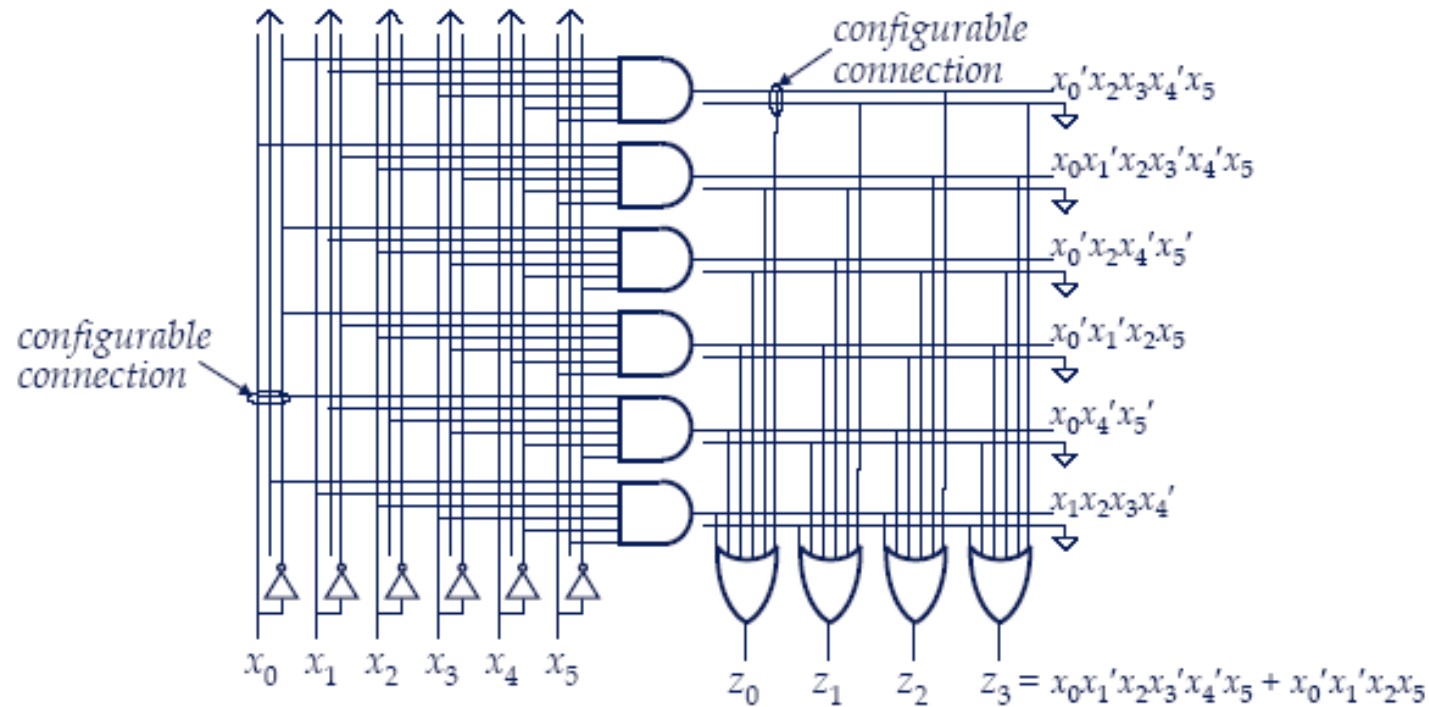 configurable
connection
x₀′x₂x₃x₄′x₅
x₀x₁′x₂x₃′x₄′x₅
x₀′x₂x₄′x₅′
configurable
connection
x₀′x₁′x₂x₅
x₀x₄′x₅′
x₁x₂x₃x₄′
x₀ x₁ x₂ x₃ x₄ x₅ z₀ z₁ z₂ z₃ = x₀x₁′x₂x₃′x₄′x₅ + x₀′x₁′x₂x₅